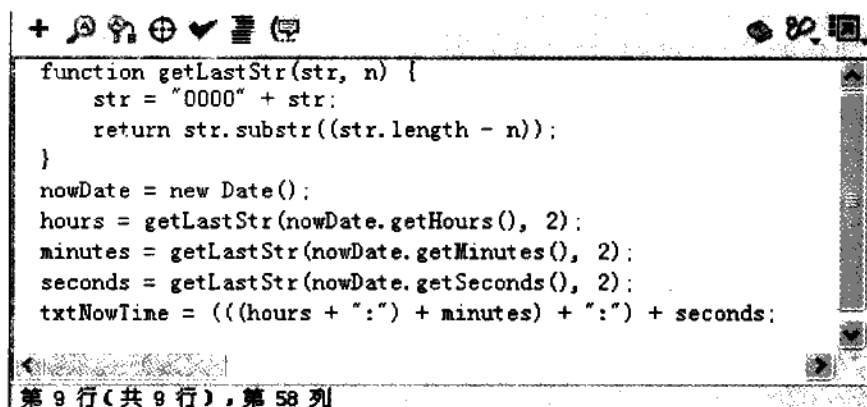 function getLastStr(str, n) {
    str = "0000" + str;
    return str.substr((str.length - n));
}
nowDate = new Date();
hours = getLastStr(nowDate.getHours(), 2);
minutes = getLastStr(nowDate.getMinutes(), 2);
seconds = getLastStr(nowDate.getSeconds(), 2);
txtNowTime = (((hours + ":") + minutes) + ":") + seconds;
第 9 行(共 9 行),第 58 列